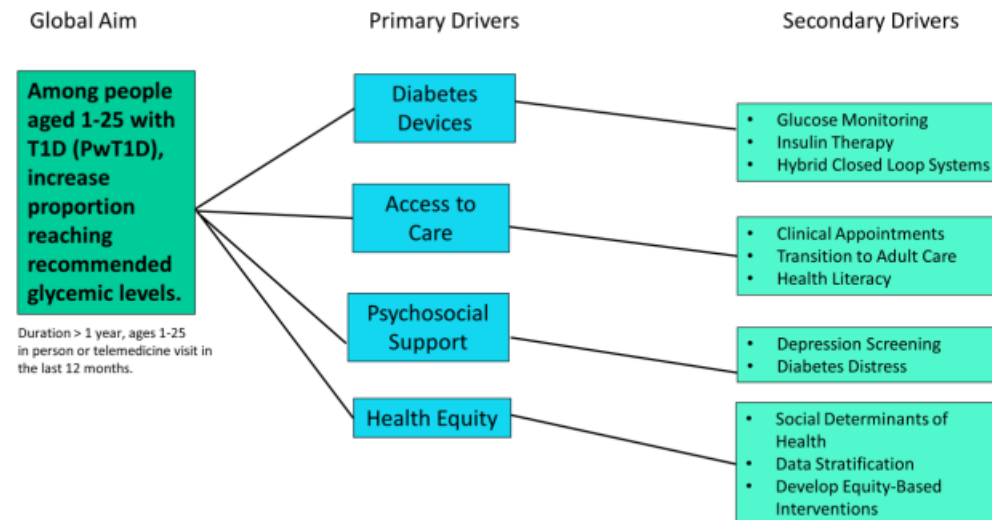 Global Aim
Primary Drivers
Secondary Drivers
Among people
aged 1-25 with
T1D (PwT1D),
increase
proportion
reaching
recommended
glycemic levels.
Duration > 1 year, ages 1-25
in person or telemedicine visit in
the last 12 months.
Diabetes
Devices
Access to
Care
Psychosocial
Support
Health Equity
• Glucose Monitoring
• Insulin Therapy
• Hybrid Closed Loop Systems
• Clinical Appointments
• Transition to Adult Care
• Health Literacy
• Depression Screening
• Diabetes Distress
• Social Determinants of
Health
• Data Stratification
• Develop Equity-Based
Interventions